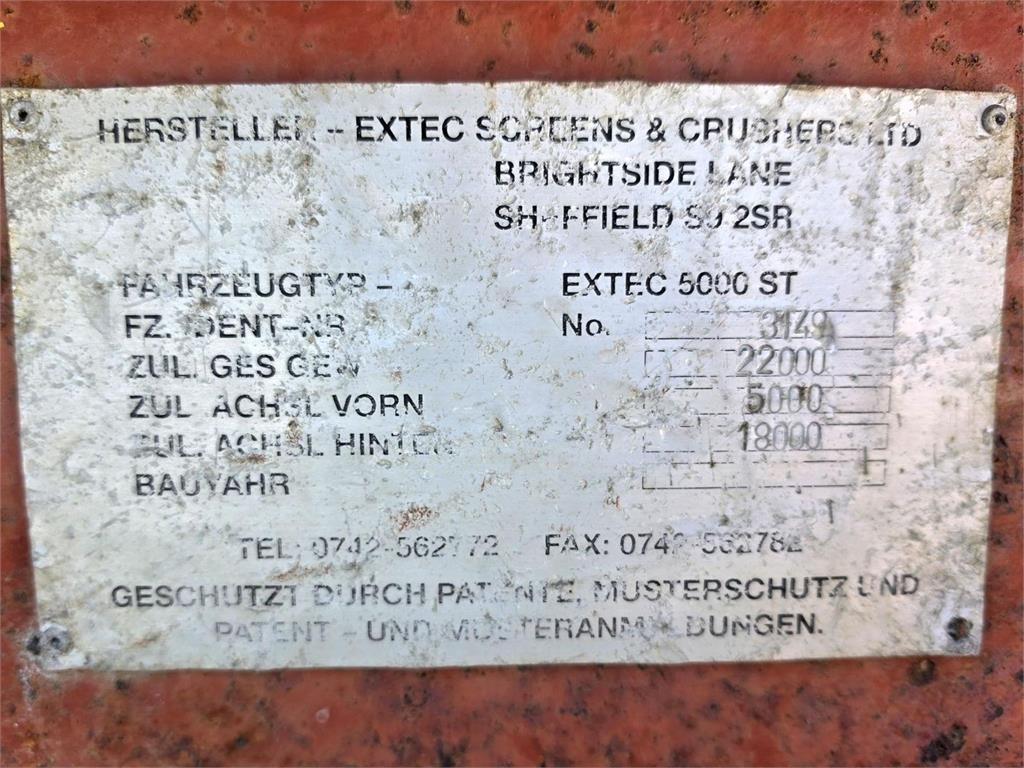 HERSTELLER - EXTEC SCREENS & CRUSHERS LTD
BRIGHTSIDE LANE
SHEFFIELD S9 2SR
FAHRZEUGTYP - EXTEC 5000 ST
FZ. IDENT-NR No. 3149
ZUL. GES GEW 22000
ZUL. ACHSL VORN 5000
ZUL. ACHSL HINTEN 18000
BAUYAHR
TEL: 0742-562772 FAX: 0742-562782
GESCHUTZT DURCH PATENTE, MUSTERSCHUTZ UND
PATENT - UND MUSTERANMELDUNGEN.